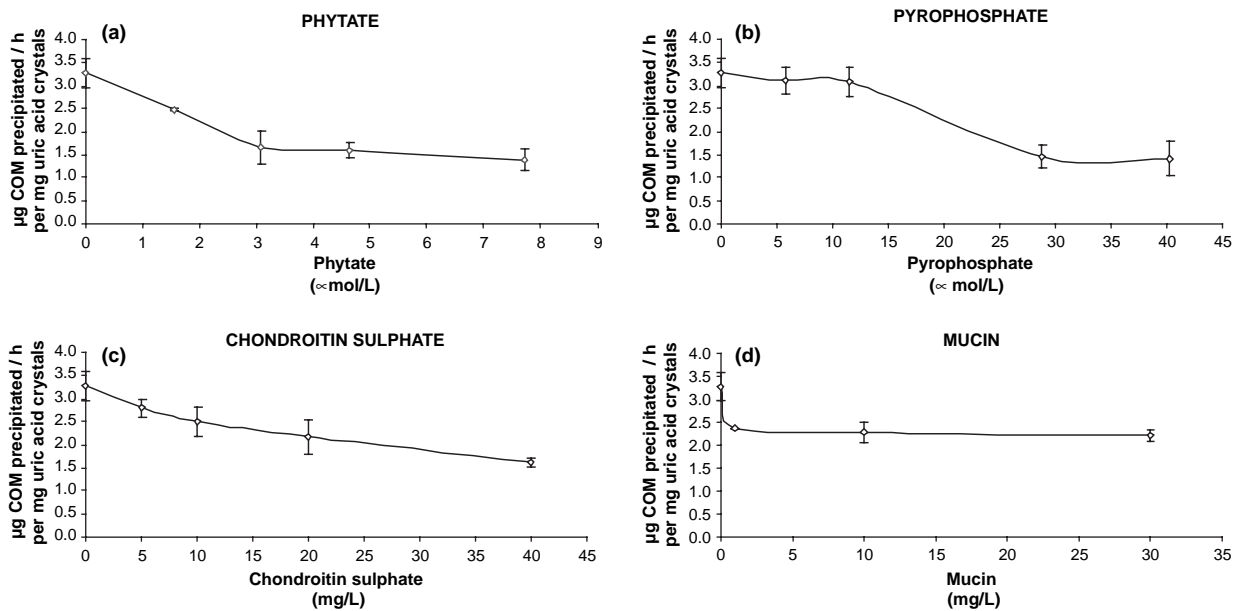 PHYTATE
(a)
µg COM precipitated / h
per mg uric acid crystals
4.0
3.5
3.0
2.5
2.0
1.5
1.0
0.5
0.0
0 1 2 3 4 5 6 7 8 9
Phytate
(∝mol/L)
PYROPHOSPHATE
(b)
µg COM precipitated / h
per mg uric acid crystals
4.0
3.5
3.0
2.5
2.0
1.5
1.0
0.5
0.0
0 5 10 15 20 25 30 35 40 45
Pyrophosphate
(∝ mol/L)
CHONDROITIN SULPHATE
(c)
µg COM precipitated / h
per mg uric acid crystals
4.0
3.5
3.0
2.5
2.0
1.5
1.0
0.5
0.0
0 5 10 15 20 25 30 35 40 45
Chondroitin sulphate
(mg/L)
MUCIN
(d)
µg COM precipitated / h
per mg uric acid crystals
4.0
3.5
3.0
2.5
2.0
1.5
1.0
0.5
0.0
0 5 10 15 20 25 30 35
Mucin
(mg/L)